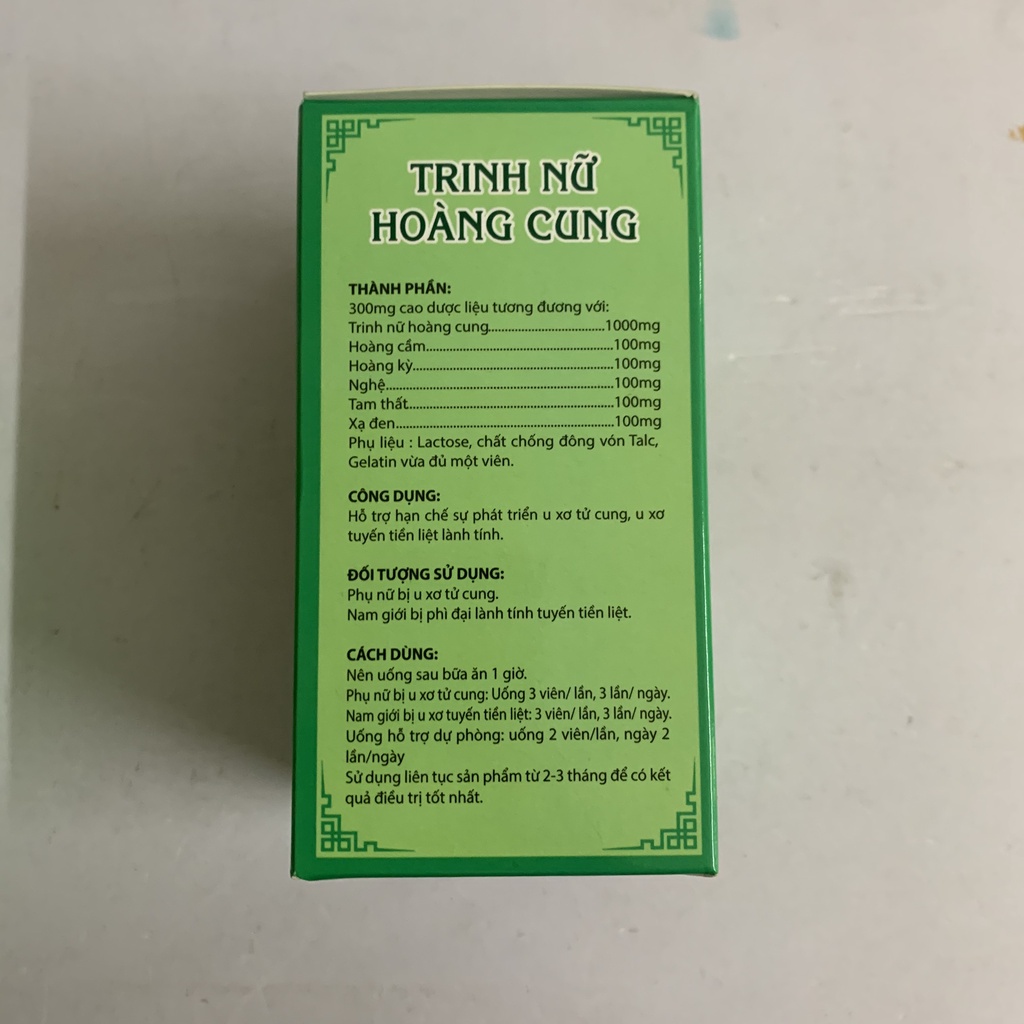 TRINH NỮ
HOÀNG CUNG
THÀNH PHẦN:
300mg cao dược liệu tương đương với:
Trinh nữ hoàng cung..................................1000mg
Hoàng cầm........................................................100mg
Hoàng kỳ............................................................100mg
Nghệ....................................................................100mg
Tam thất.............................................................100mg
Xạ đen.................................................................100mg
Phụ liệu : Lactose, chất chống đông vón Talc,
Gelatin vừa đủ một viên.
CÔNG DỤNG:
Hỗ trợ hạn chế sự phát triển u xơ tử cung, u xơ
tuyến tiền liệt lành tính.
ĐỐI TƯỢNG SỬ DỤNG:
Phụ nữ bị u xơ tử cung.
Nam giới bị phì đại lành tính tuyến tiền liệt.
CÁCH DÙNG:
Nên uống sau bữa ăn 1 giờ.
Phụ nữ bị u xơ tử cung: Uống 3 viên/ lần, 3 lần/ ngày.
Nam giới bị u xơ tuyến tiền liệt: 3 viên/ lần, 3 lần/ ngày.
Uống hỗ trợ dự phòng: uống 2 viên/lần, ngày 2
lần/ngày
Sử dụng liên tục sản phẩm từ 2-3 tháng để có kết
quả điều trị tốt nhất.